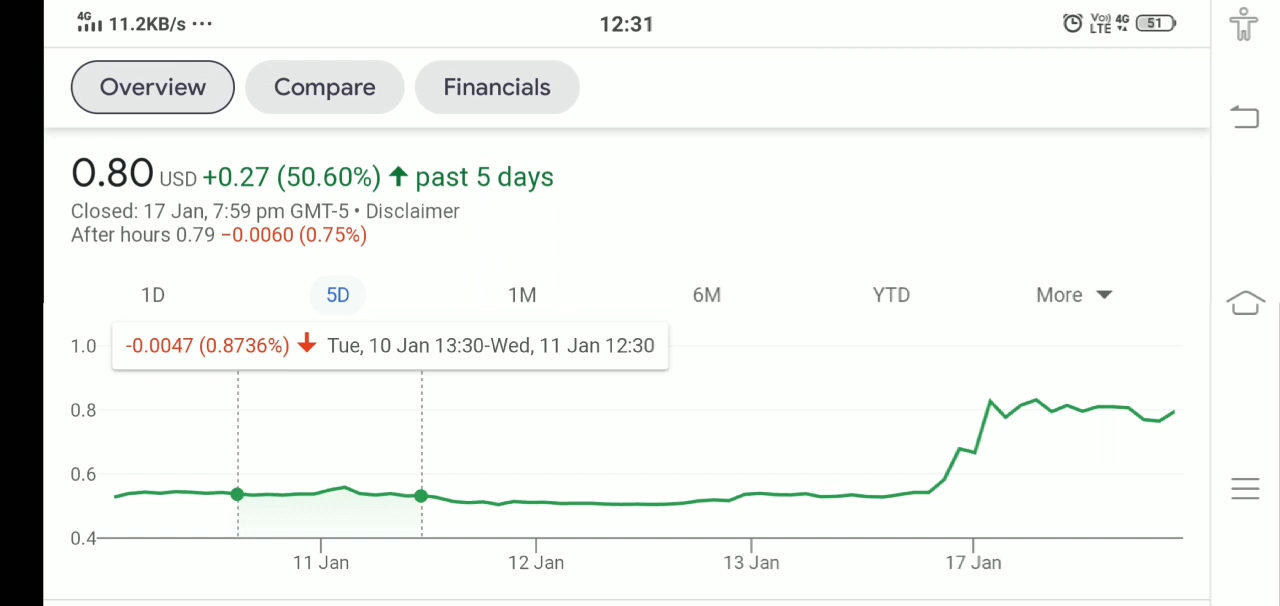 4G 11.2KB/s ... 12:31 Vo)) LTE 4G 51
Overview Compare Financials
0.80 USD +0.27 (50.60%) ↑ past 5 days
Closed: 17 Jan, 7:59 pm GMT-5 • Disclaimer
After hours 0.79 −0.0060 (0.75%)
1D 5D 1M 6M YTD More
-0.0047 (0.8736%) ↓ Tue, 10 Jan 13:30-Wed, 11 Jan 12:30
1.0
0.8
0.6
0.4
11 Jan 12 Jan 13 Jan 17 Jan